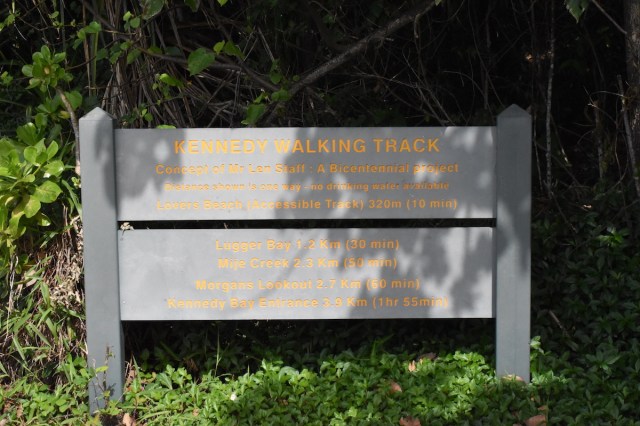 KENNEDY WALKING TRACK
Concept of Mr Len Staff : A Bicentennial project
Distance shown is one way - no drinking water available
Lovers Beach (Accessible Track) 320m (10 min)
Lugger Bay 1.2 Km (30 min)
Mije Creek 2.3 Km (50 min)
Morgans Lookout 2.7 Km (60 min)
Kennedy Bay Entrance 3.9 Km (1hr 55min)